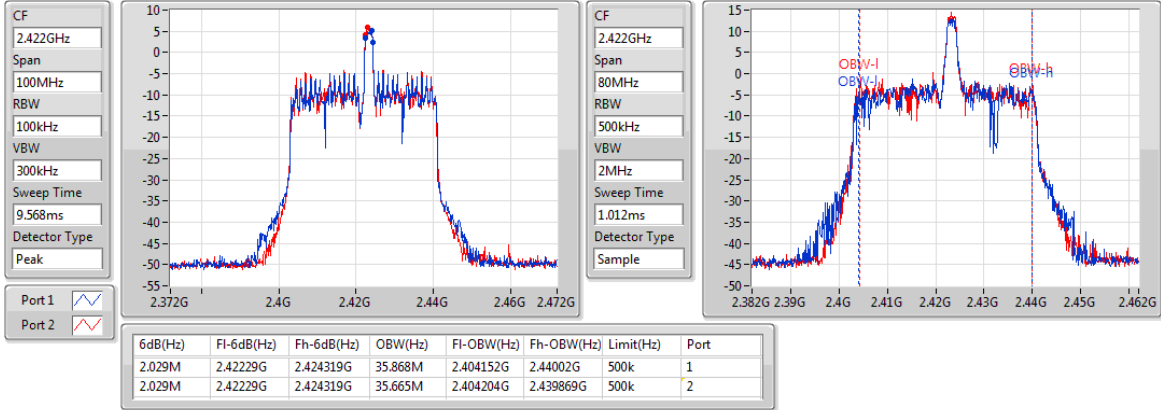 CF
2.422GHz
Span
100MHz
RBW
100kHz
VBW
300kHz
Sweep Time
9.568ms
Detector Type
Peak
10
5
0
-5
-10
-15
-20
-25
-30
-35
-40
-45
-50
-55
2.372G 2.4G 2.42G 2.44G 2.46G 2.472G
CF
2.422GHz
Span
80MHz
RBW
500kHz
VBW
2MHz
Sweep Time
1.012ms
Detector Type
Sample
15
10
5
0
-5
-10
-15
-20
-25
-30
-35
-40
-45
-50
OBW-l OBW-h
OBW-l OBW-h
2.382G 2.39G 2.4G 2.41G 2.42G 2.43G 2.44G 2.45G 2.462G
Port 1
Port 2
6dB(Hz) Fl-6dB(Hz) Fh-6dB(Hz) OBW(Hz) Fl-OBW(Hz) Fh-OBW(Hz) Limit(Hz) Port
2.029M 2.42229G 2.424319G 35.868M 2.404152G 2.44002G 500k 1
2.029M 2.42229G 2.424319G 35.665M 2.404204G 2.439869G 500k 2